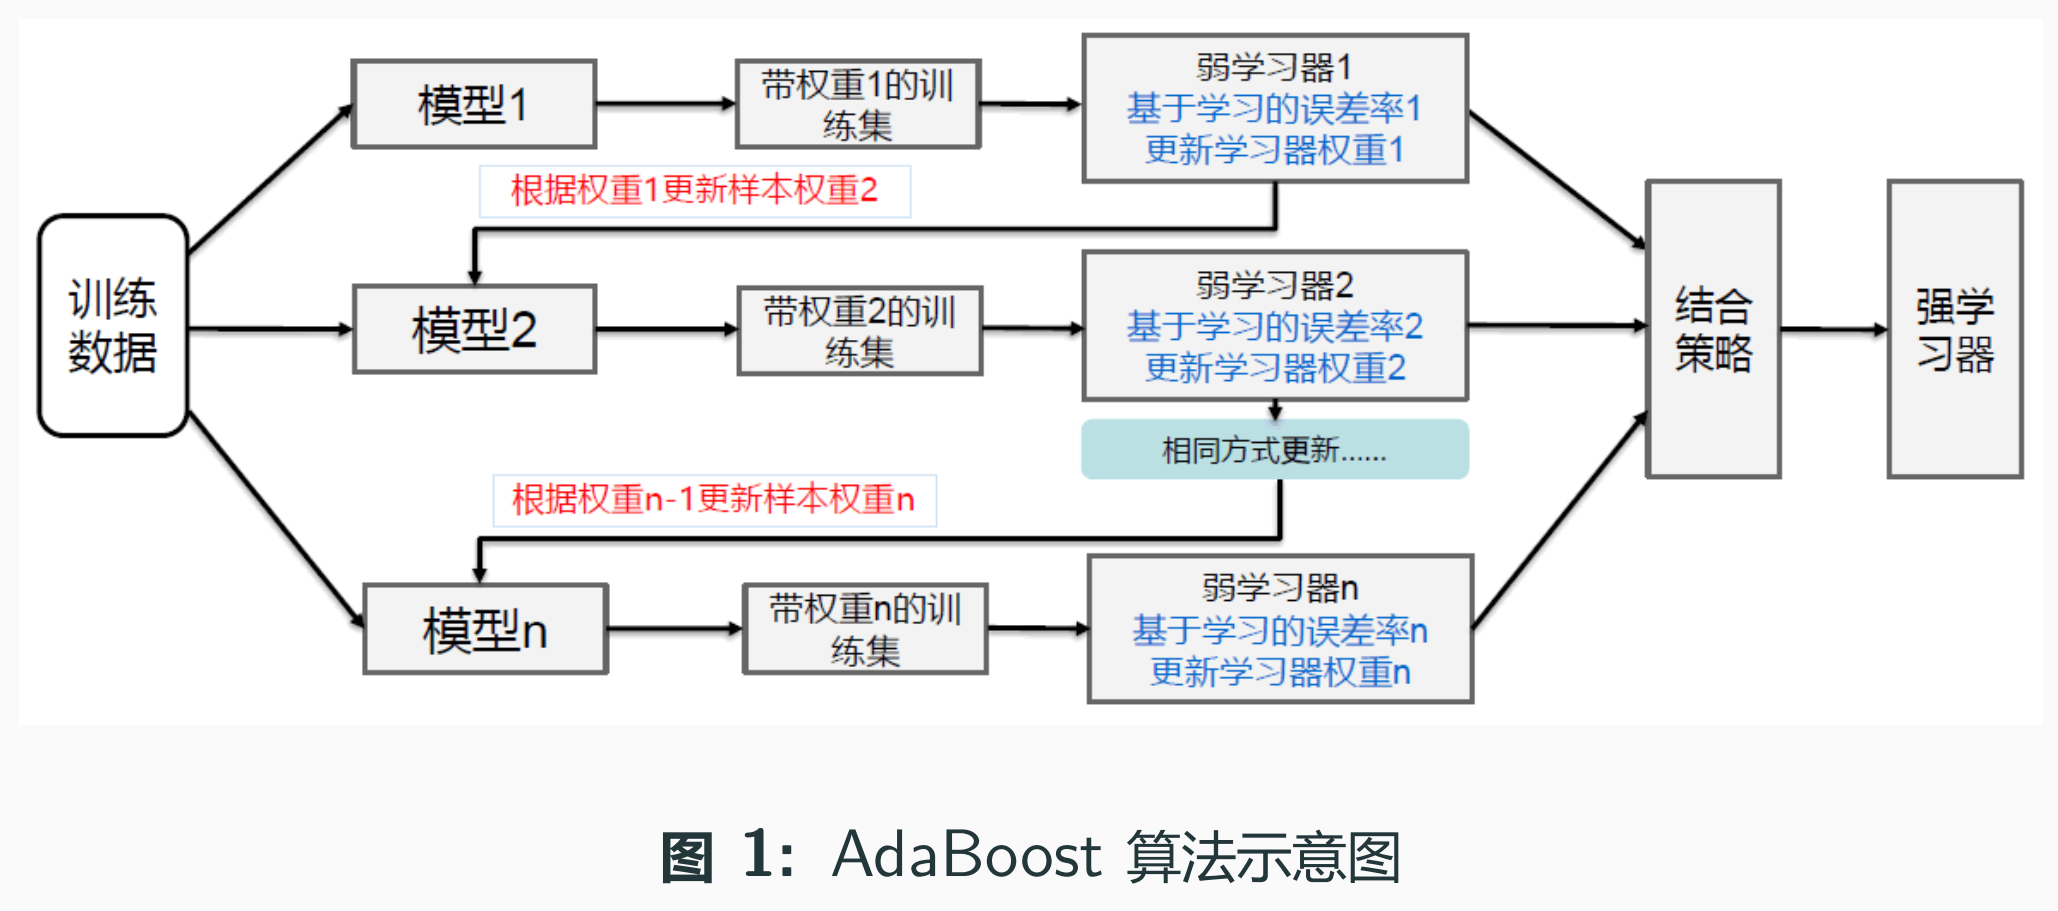 训练
数据
模型1
带权重1的训
练集
弱学习器1
基于学习的误差率1
更新学习器权重1
根据权重1更新样本权重2
模型2
带权重2的训
练集
弱学习器2
基于学习的误差率2
更新学习器权重2
相同方式更新......
根据权重n-1更新样本权重n
模型n
带权重n的训
练集
弱学习器n
基于学习的误差率n
更新学习器权重n
结合
策略
强学
习器
图 1: AdaBoost 算法示意图